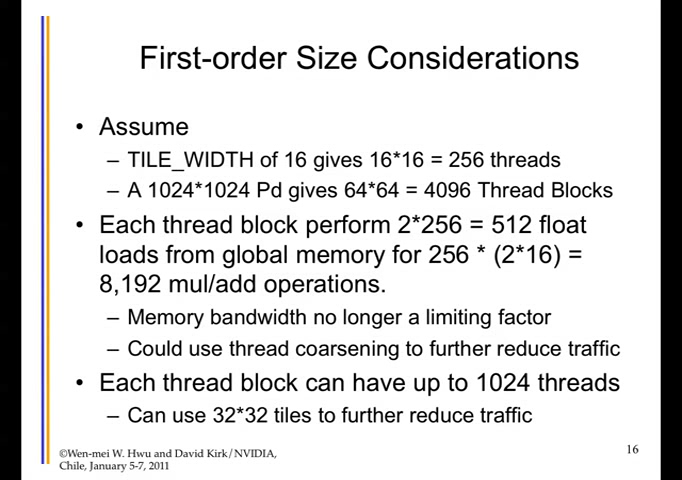 First-order Size Considerations
• Assume
– TILE_WIDTH of 16 gives 16*16 = 256 threads
– A 1024*1024 Pd gives 64*64 = 4096 Thread Blocks
• Each thread block perform 2*256 = 512 float
loads from global memory for 256 * (2*16) =
8,192 mul/add operations.
– Memory bandwidth no longer a limiting factor
– Could use thread coarsening to further reduce traffic
• Each thread block can have up to 1024 threads
– Can use 32*32 tiles to further reduce traffic
©Wen-mei W. Hwu and David Kirk/NVIDIA,
Chile, January 5-7, 2011
16